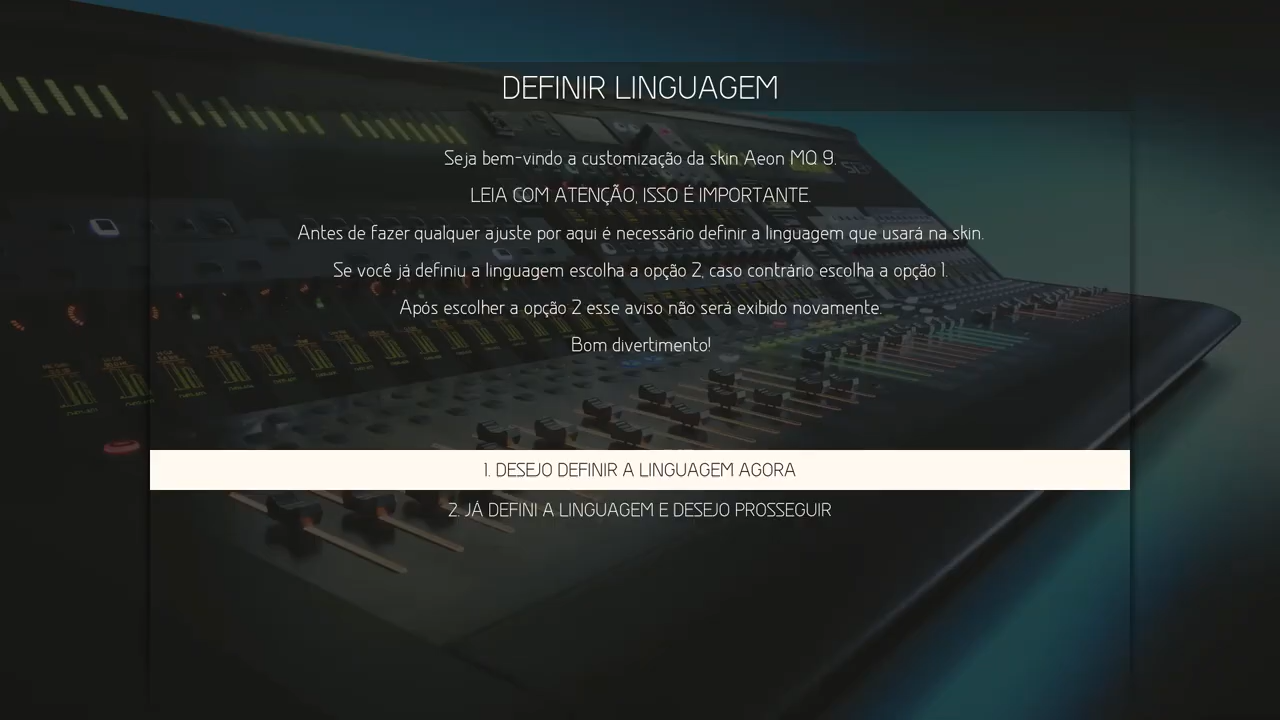 DEFINIR LINGUAGEM
Seja bem-vindo a customização da skin Aeon MQ 9.
LEIA COM ATENÇÃO, ISSO É IMPORTANTE.
Antes de fazer qualquer ajuste por aqui é necessário definir a linguagem que usará na skin.
Se você já definiu a linguagem escolha a opção 2, caso contrário escolha a opção 1.
Após escolher a opção 2 esse aviso não será exibido novamente.
Bom divertimento!
1. DESEJO DEFINIR A LINGUAGEM AGORA
2. JÁ DEFINI A LINGUAGEM E DESEJO PROSSEGUIR